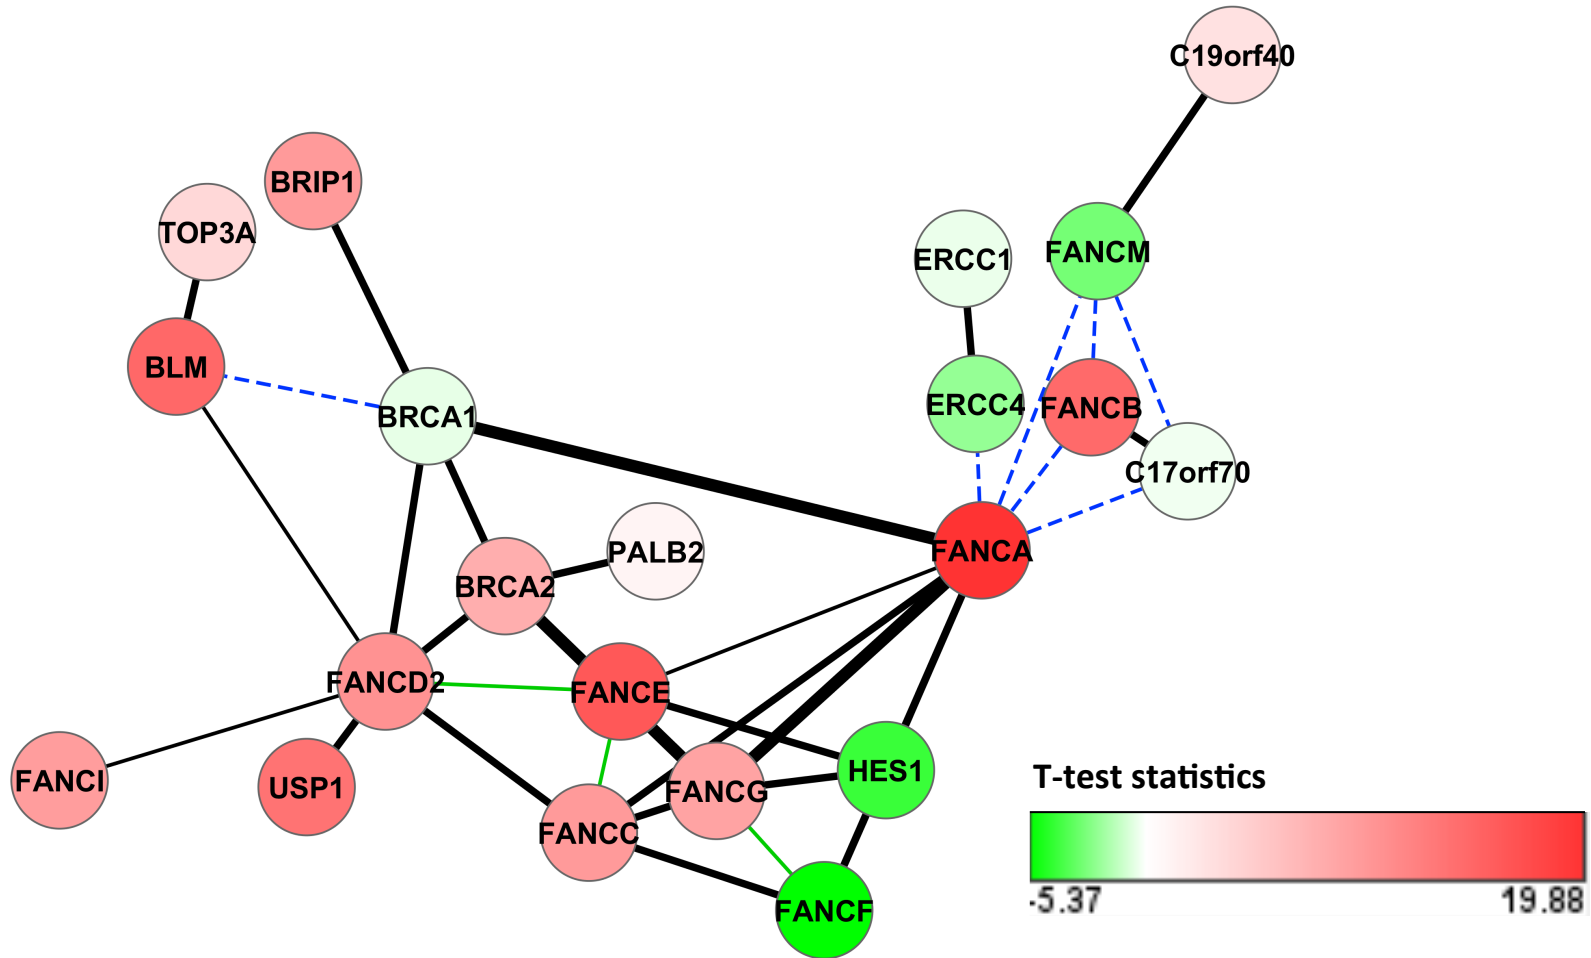 C19orf40
BRIP1
TOP3A
FANCM
ERCC1
BLM
ERCC4
FANCB
BRCA1
C17orf70
PALB2
FANCA
BRCA2
FANCD2
FANCE
HES1
FANCI
USP1
FANCG
T-test statistics
FANCC
-5.37
19.88
FANCF